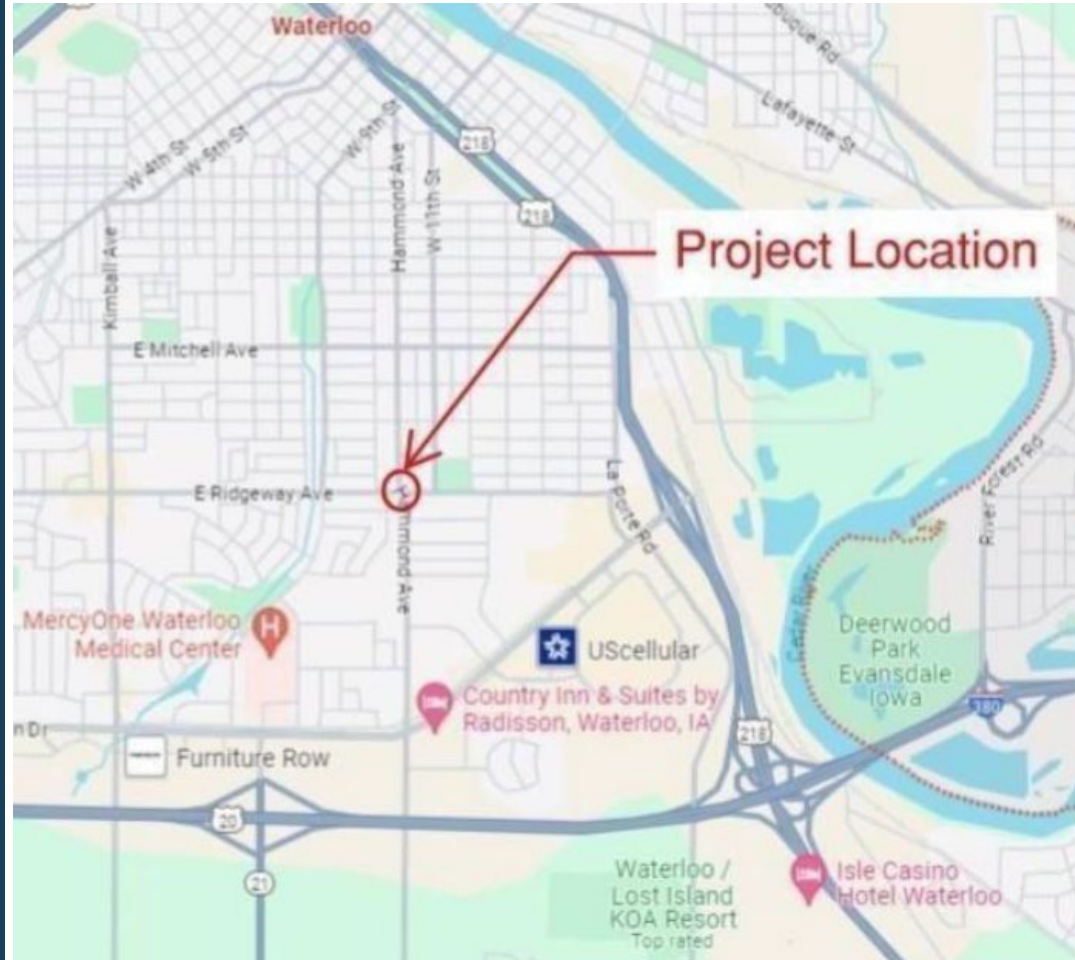 Waterloo
buque Rd
Lafayette St
W 4th St
W 5th St
W 9th St
218
Hammond Ave
W 11th St
218
Project Location
Kimball Ave
E Mitchell Ave
La Porte Rd
River Forest Rd
E Ridgeway Ave
mmond Ave
Cedar River
MercyOne Waterloo
Medical Center
H
UScellular
Deerwood
Park
Evansdale
Iowa
Country Inn & Suites by
Radisson, Waterloo, IA
380
n Dr
218
Furniture Row
20
21
Waterloo /
Lost Island
KOA Resort
Top rated
Isle Casino
Hotel Waterloo